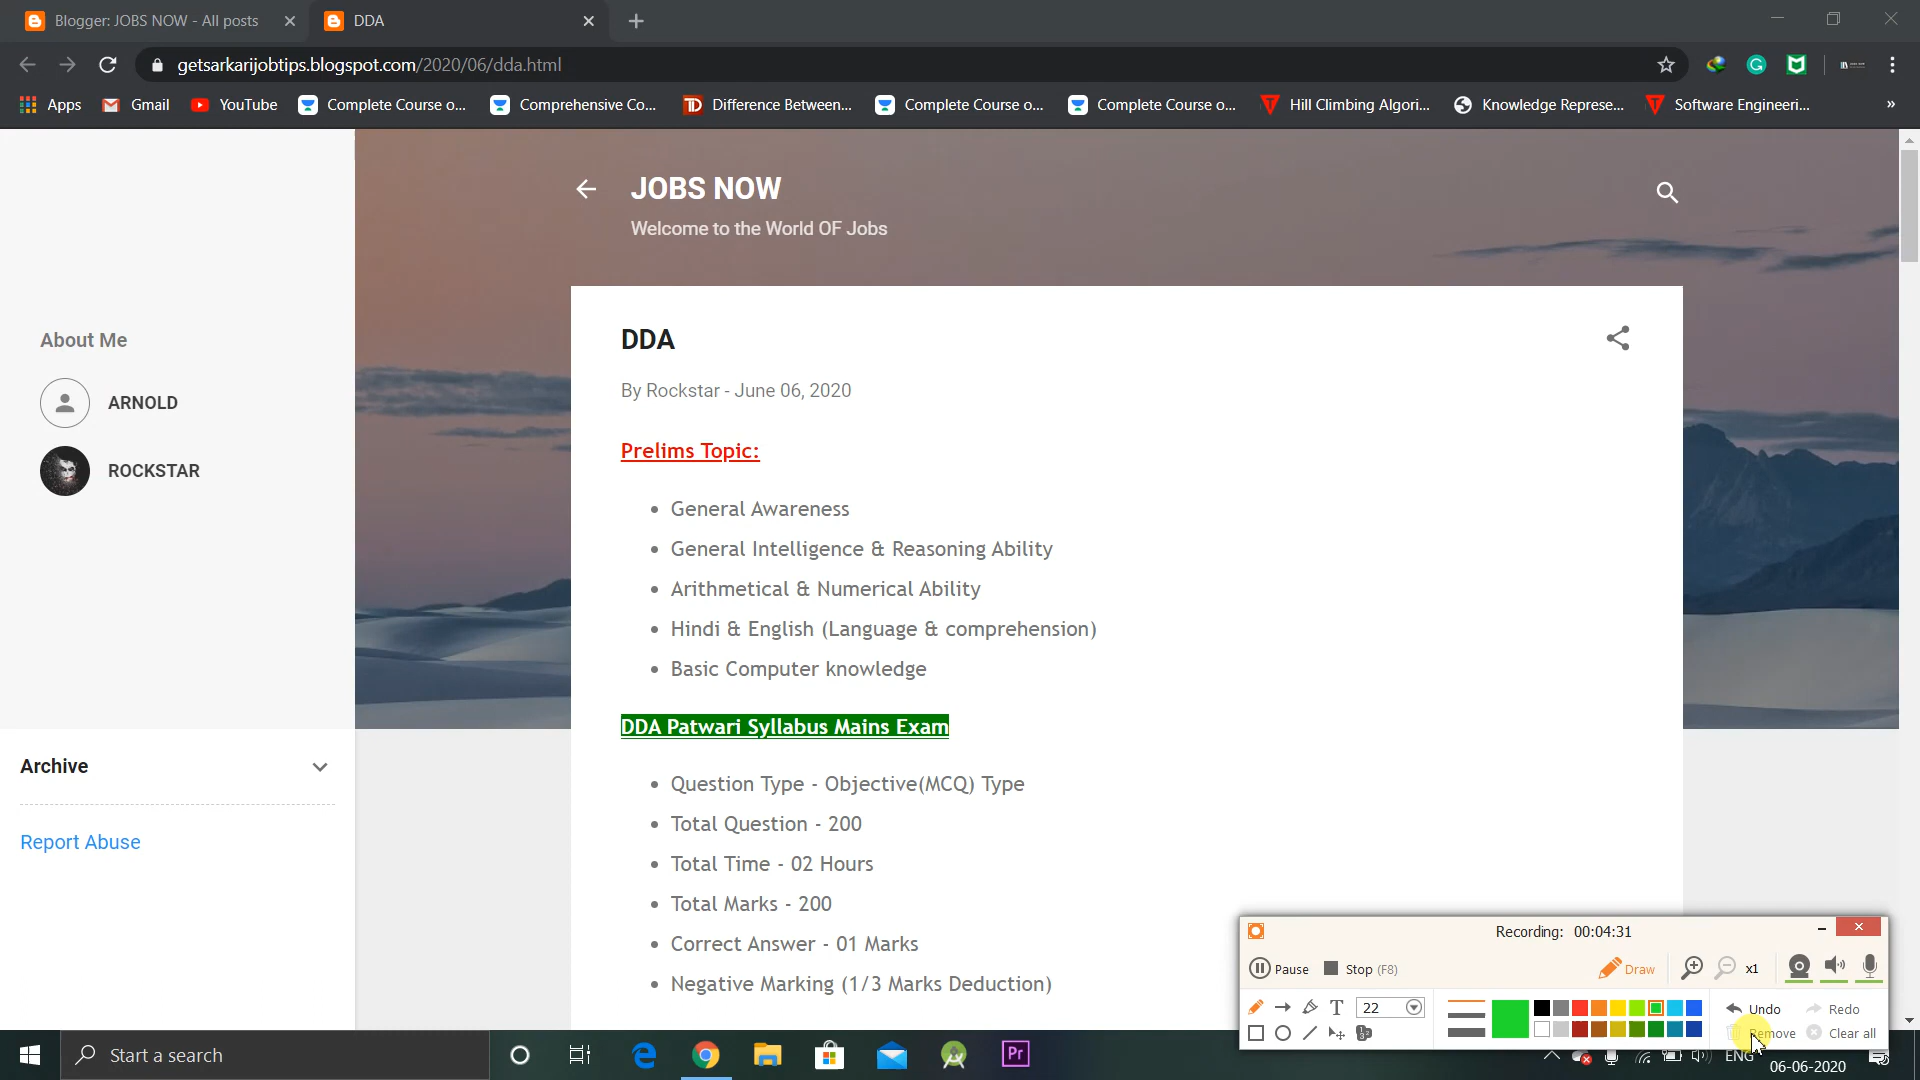 Blogger: JOBS NOW - All posts
DDA
getsarkarijobtips.blogspot.com/2020/06/dda.html
Apps
Gmail
YouTube
Complete Course o...
Comprehensive Co...
Difference Between...
Complete Course o...
Complete Course o...
Hill Climbing Algori...
Knowledge Represe...
Software Engineeri...
JOBS NOW
Welcome to the World OF Jobs
About Me
ARNOLD
ROCKSTAR
Archive
Report Abuse
DDA
By Rockstar - June 06, 2020
Prelims Topic:
General Awareness
General Intelligence & Reasoning Ability
Arithmetical & Numerical Ability
Hindi & English (Language & comprehension)
Basic Computer knowledge
DDA Patwari Syllabus Mains Exam
Question Type - Objective(MCQ) Type
Total Question - 200
Total Time - 02 Hours
Total Marks - 200
Correct Answer - 01 Marks
Negative Marking (1/3 Marks Deduction)
Recording: 00:04:31
Pause
Stop (F8)
Draw
x1
T
22
Undo
Redo
Remove
Clear all
Start a search
Pr
ENG
06-06-2020